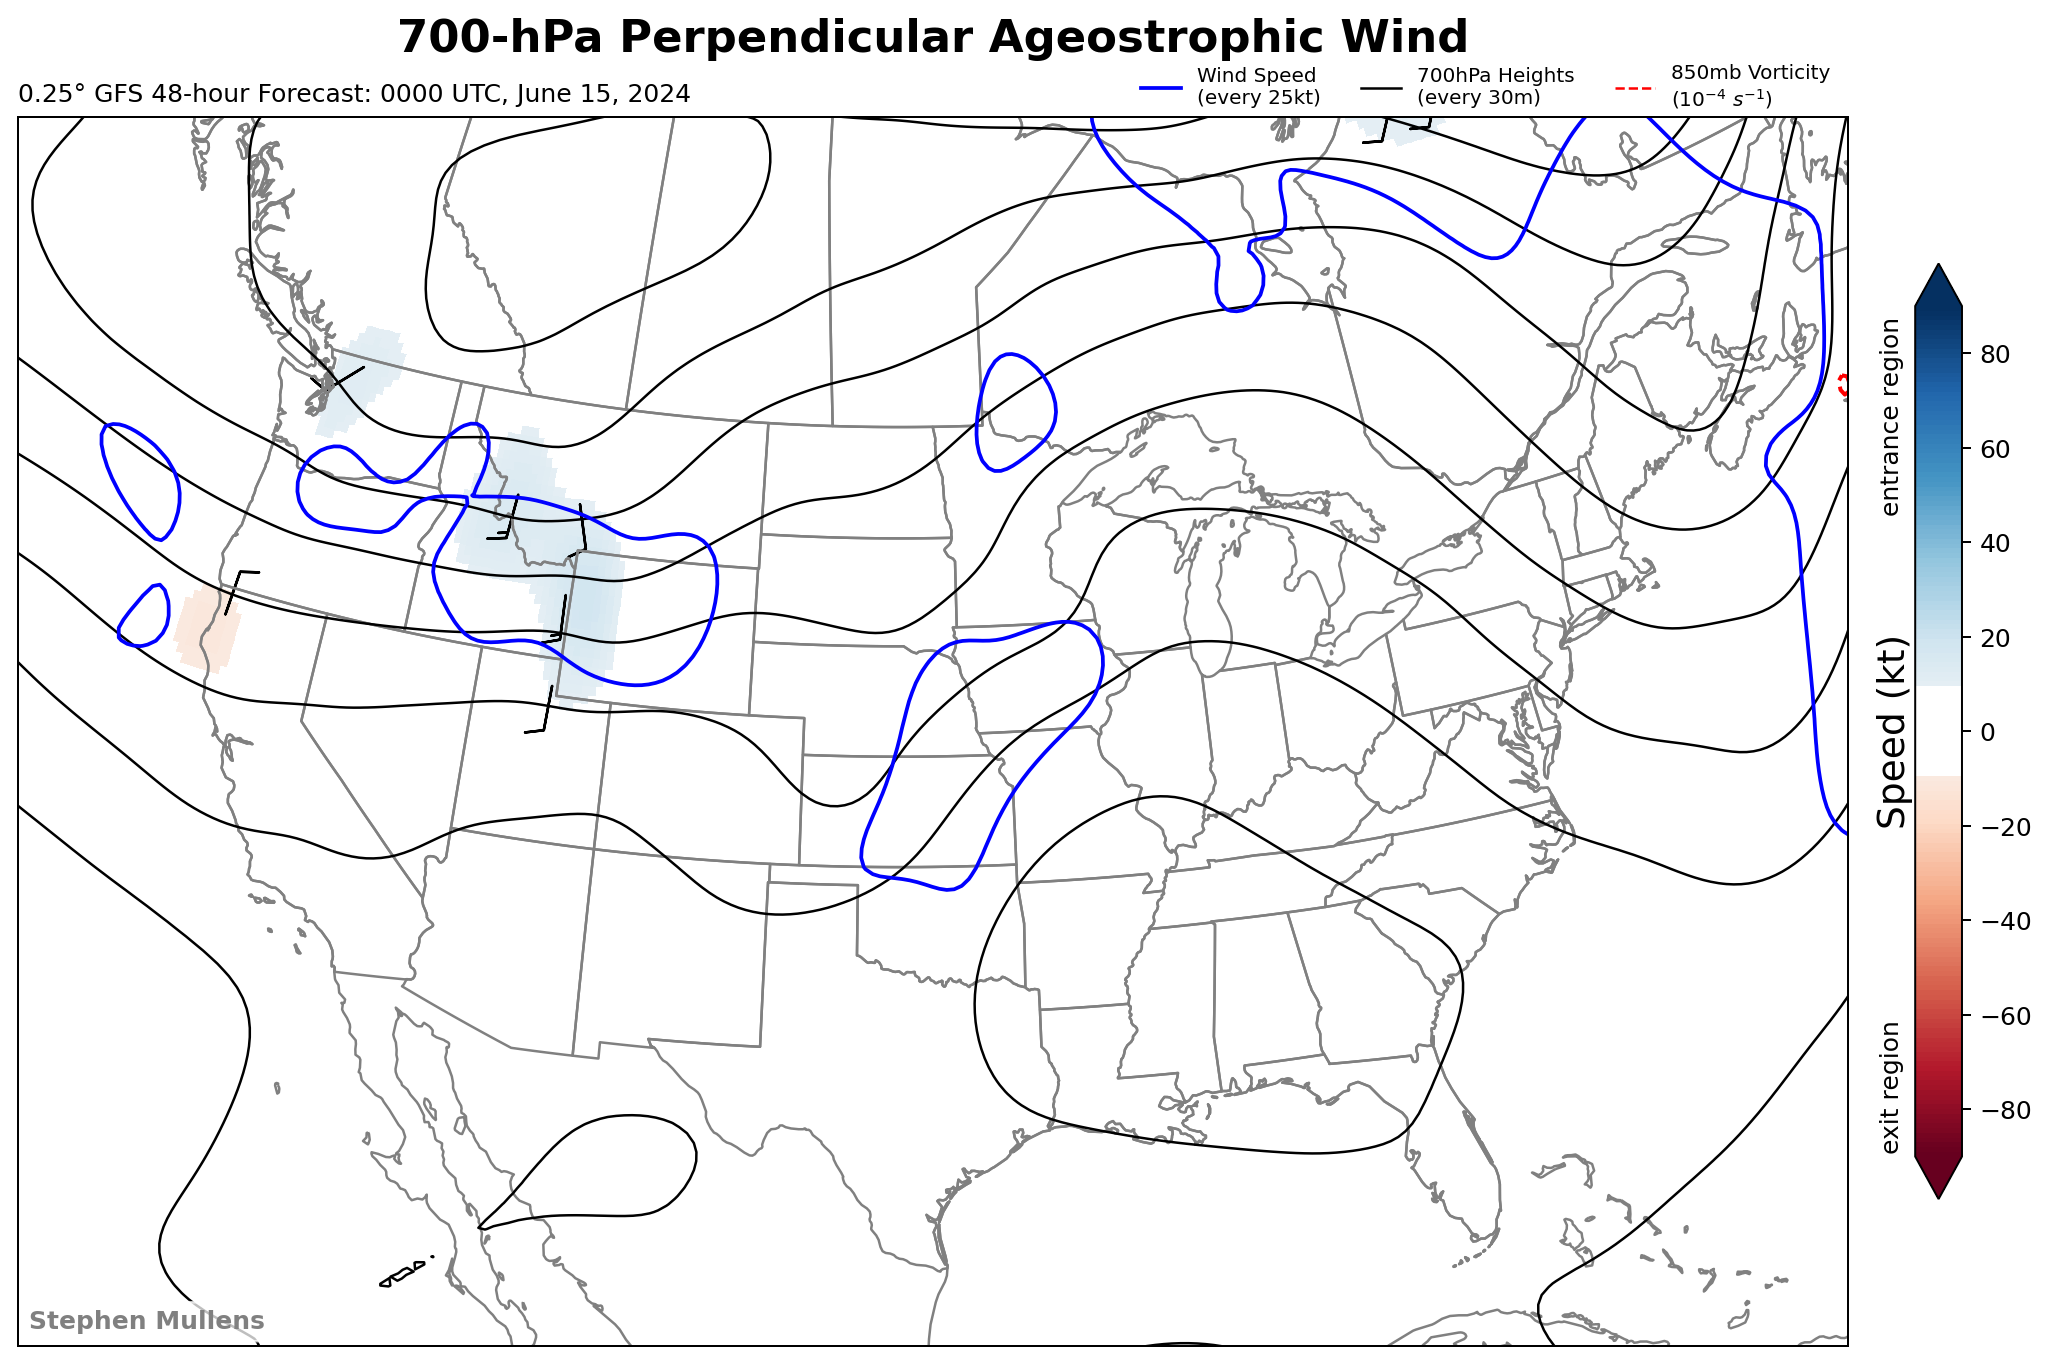 700-hPa Perpendicular Ageostrophic Wind
0.25° GFS 48-hour Forecast: 0000 UTC, June 15, 2024
Wind Speed
(every 25kt)
700hPa Heights
(every 30m)
850mb Vorticity
(10⁻⁴ s⁻¹)
entrance region
Speed (kt)
exit region
80
60
40
20
0
−20
−40
−60
−80
Stephen Mullens